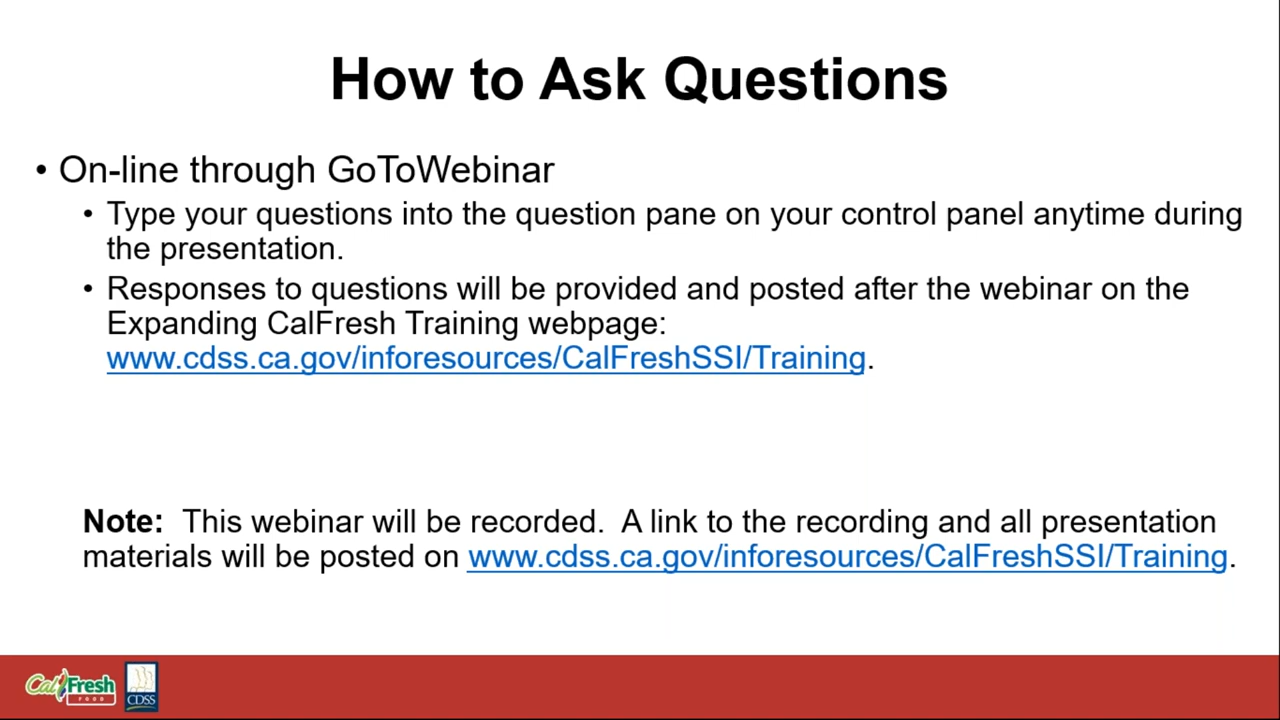 How to Ask Questions
• On-line through GoToWebinar
• Type your questions into the question pane on your control panel anytime during
the presentation.
• Responses to questions will be provided and posted after the webinar on the
Expanding CalFresh Training webpage:
www.cdss.ca.gov/inforesources/CalFreshSSI/Training.
Note:  This webinar will be recorded.  A link to the recording and all presentation
materials will be posted on www.cdss.ca.gov/inforesources/CalFreshSSI/Training.
CalFresh
FOOD
CDSS